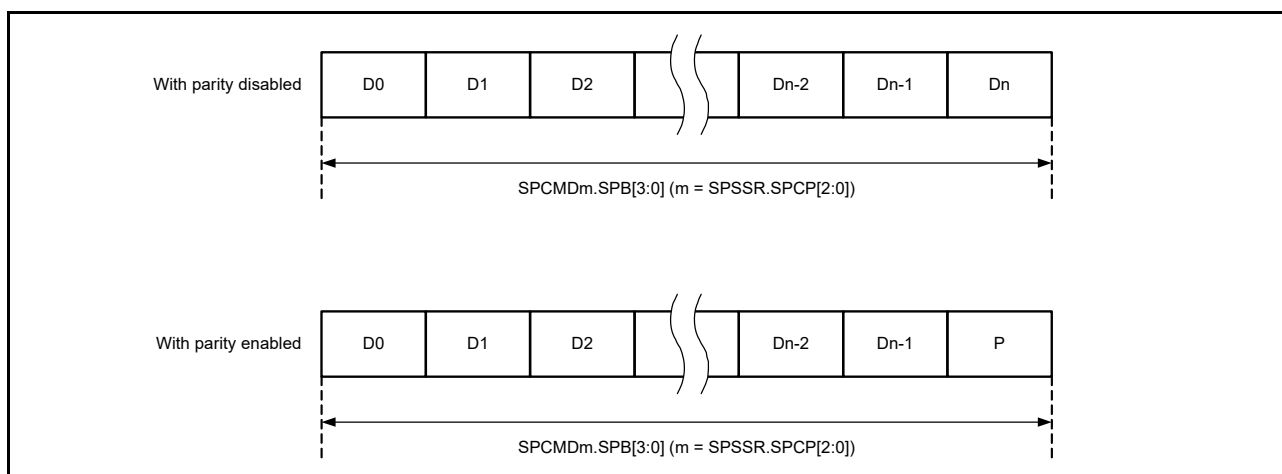 With parity disabled D0 D1 D2 Dn-2 Dn-1 Dn
SPCMDm.SPB[3:0] (m = SPSSR.SPCP[2:0])
With parity enabled D0 D1 D2 Dn-2 Dn-1 P
SPCMDm.SPB[3:0] (m = SPSSR.SPCP[2:0])